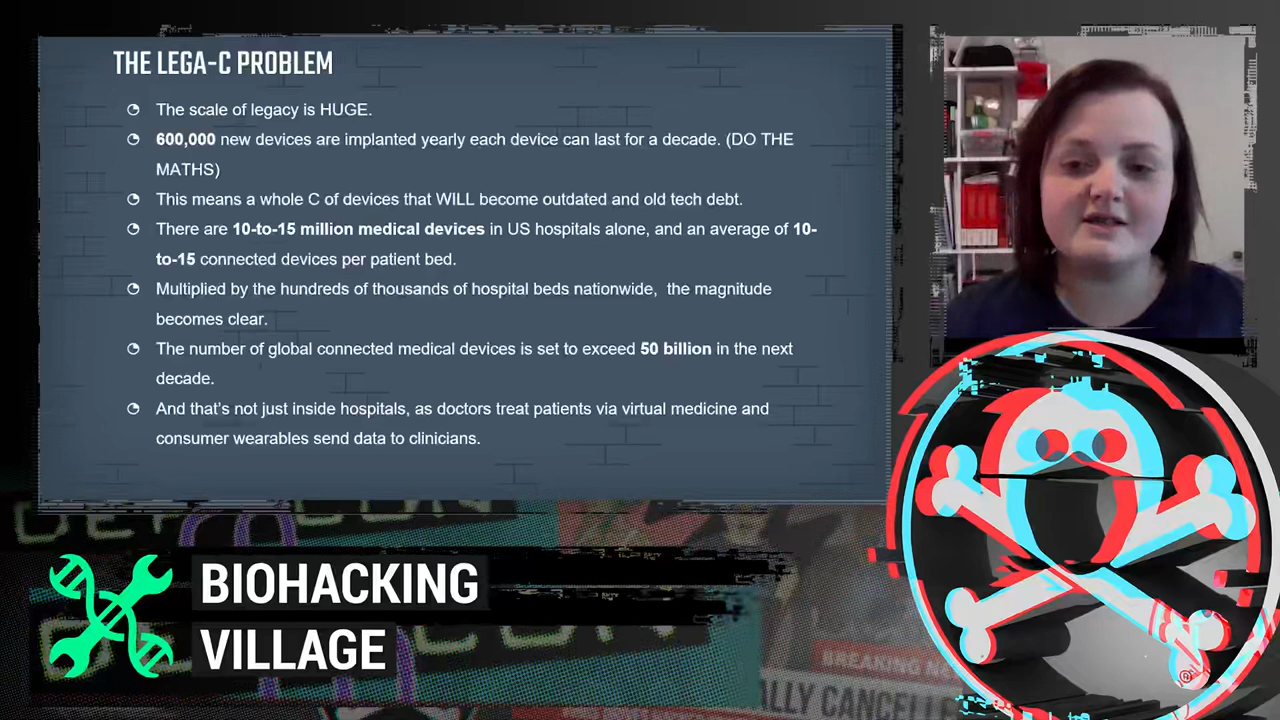 THE LEGA-C PROBLEM
The scale of legacy is HUGE.
600,000 new devices are implanted yearly each device can last for a decade. (DO THE
MATHS)
This means a whole C of devices that WILL become outdated and old tech debt.
There are 10-to-15 million medical devices in US hospitals alone, and an average of 10-
to-15 connected devices per patient bed.
Multiplied by the hundreds of thousands of hospital beds nationwide, the magnitude
becomes clear.
The number of global connected medical devices is set to exceed 50 billion in the next
decade.
And that's not just inside hospitals, as doctors treat patients via virtual medicine and
consumer wearables send data to clinicians.
BIOHACKING
VILLAGE
BREAKING
CANCELLE